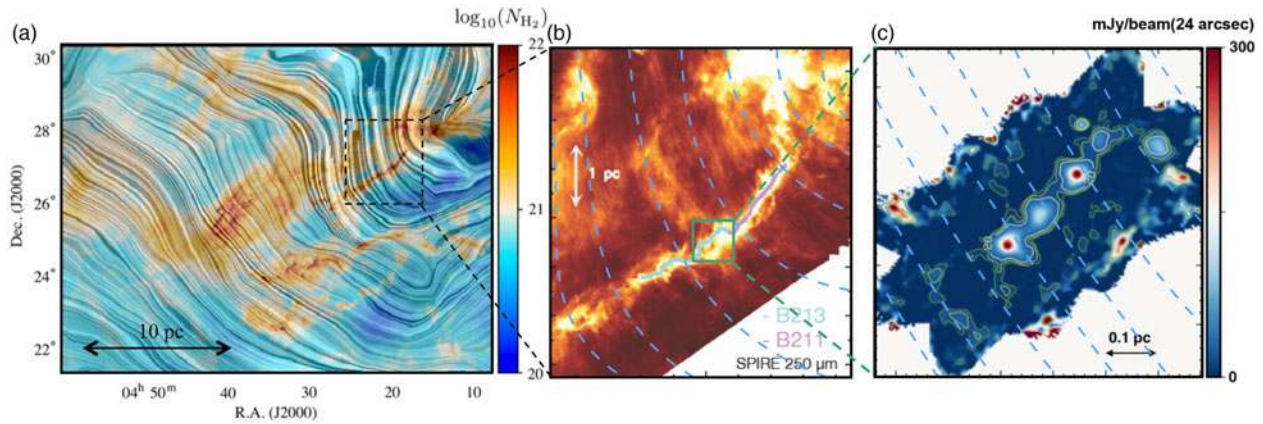 (a)
log₁₀(N_H₂)
30°
28°
26°
24°
22°
Dec. (J2000)
10 pc
04ʰ 50ᵐ
40
30
20
10
R.A. (J2000)
22
21
20
(b)
1 pc
- B213
- B211
SPIRE 250 μm
(c)
mJy/beam(24 arcsec)
300
0
0.1 pc